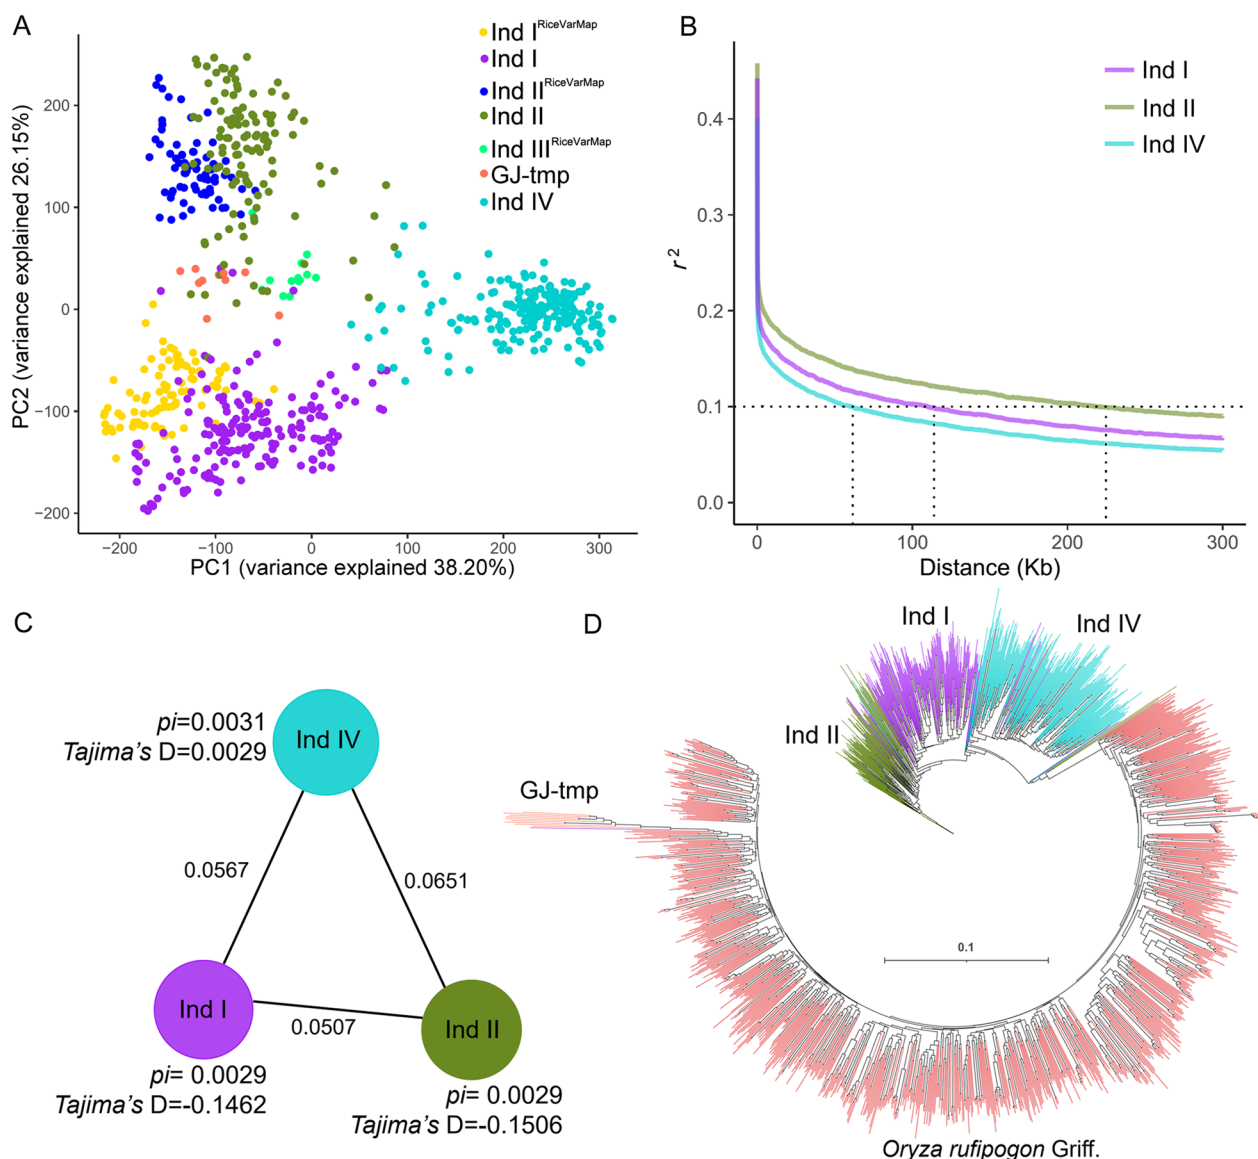 A
Ind I^RiceVarMap
Ind I
Ind II^RiceVarMap
Ind II
Ind III^RiceVarMap
GJ-tmp
Ind IV
PC2 (variance explained 26.15%)
200
100
0
−100
−200
−200 −100 0 100 200 300
PC1 (variance explained 38.20%)
B
Ind I
Ind II
Ind IV
r²
0.4
0.3
0.2
0.1
0.0
0 100 200 300
Distance (Kb)
C
pi=0.0031
Tajima's D=0.0029
Ind IV
0.0567
0.0651
Ind I
0.0507
Ind II
pi= 0.0029
Tajima's D=-0.1462
pi= 0.0029
Tajima's D=-0.1506
D
Ind I
Ind IV
Ind II
GJ-tmp
0.1
Oryza rufipogon Griff.